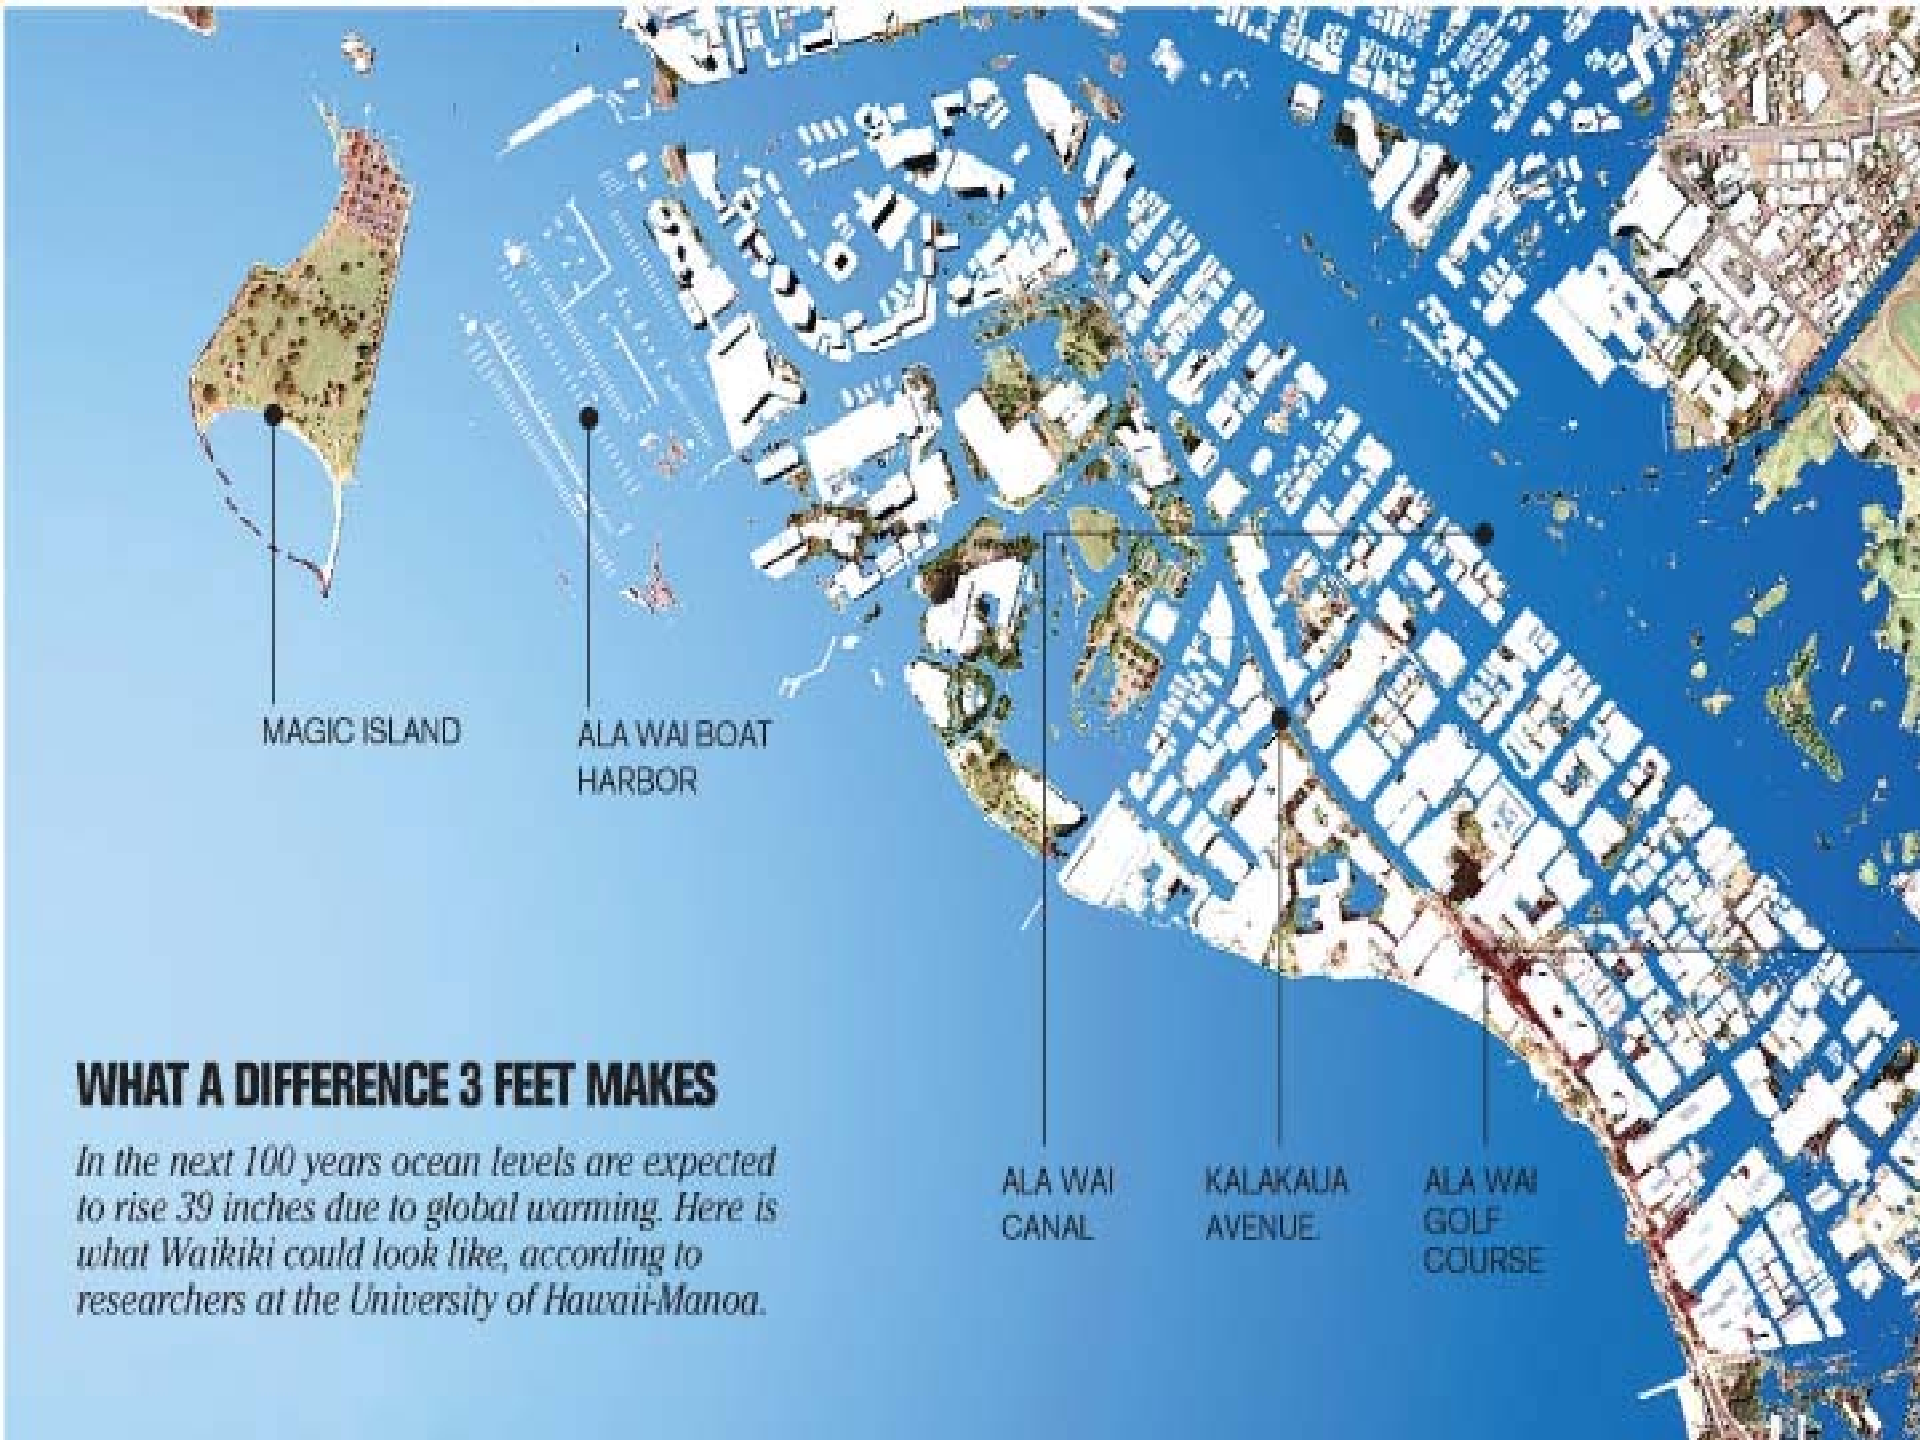 MAGIC ISLAND
ALA WAI BOAT
HARBOR
WHAT A DIFFERENCE 3 FEET MAKES
In the next 100 years ocean levels are expected
to rise 39 inches due to global warming. Here is
what Waikiki could look like, according to
researchers at the University of Hawaii-Manoa.
ALA WAI
CANAL
KALAKAUA
AVENUE
ALA WAI
GOLF
COURSE